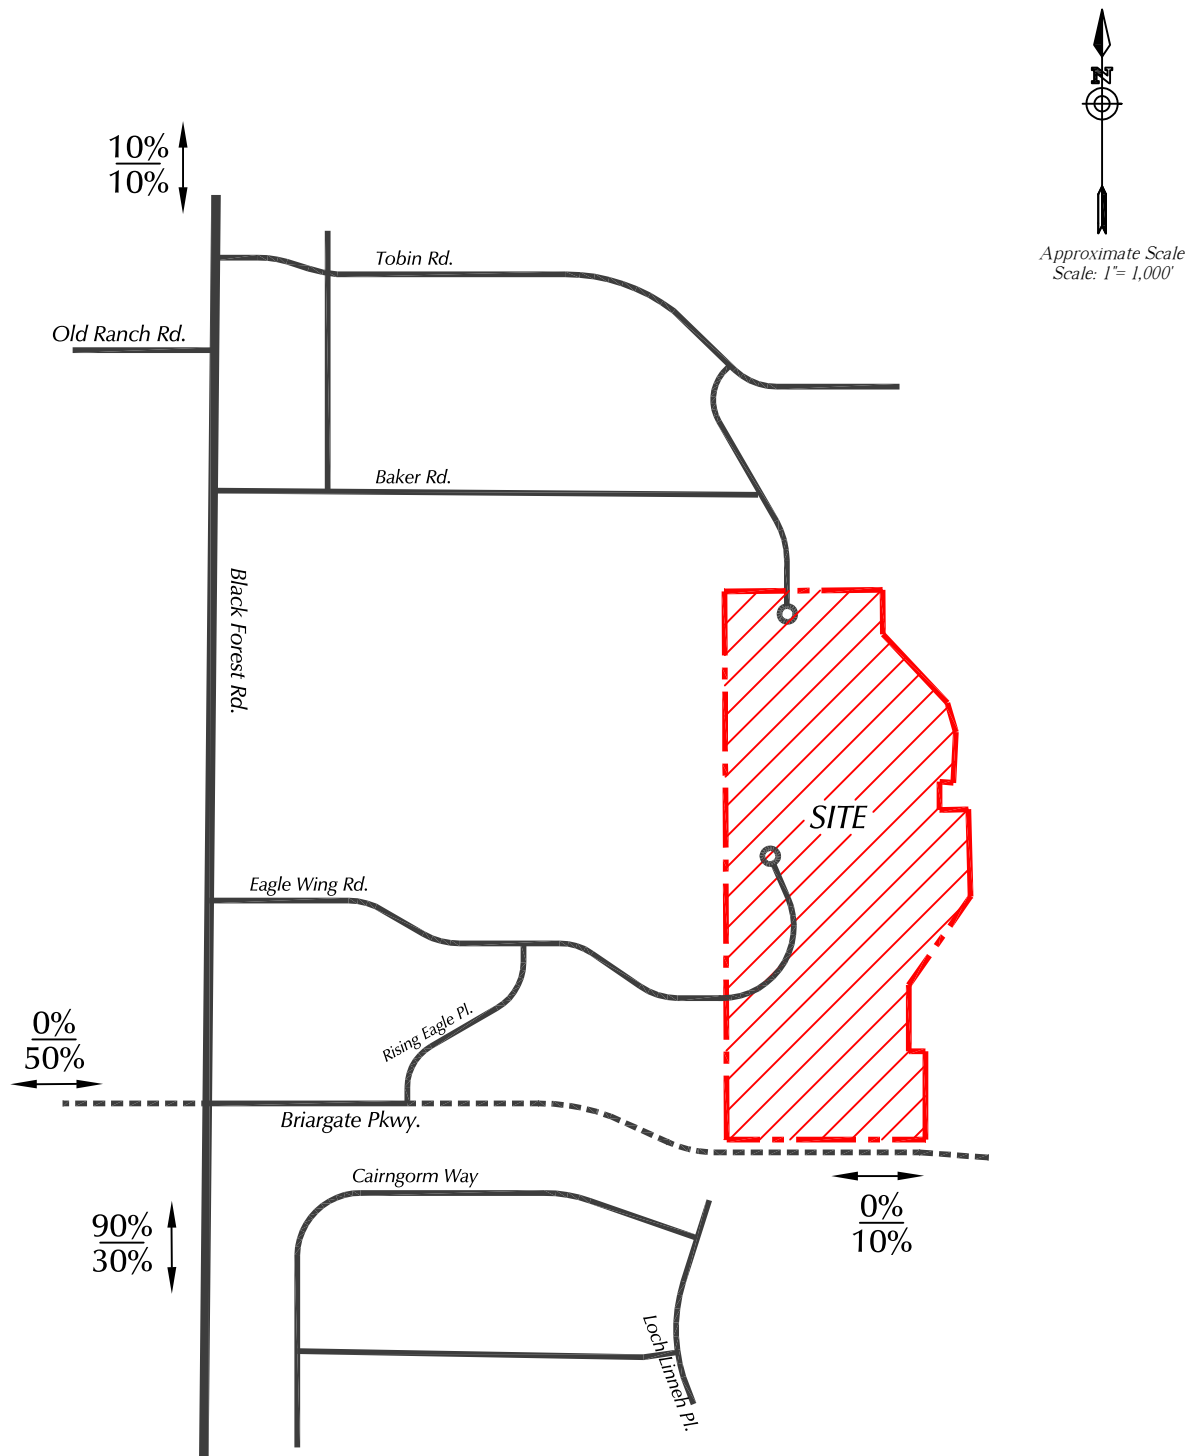 N
10%
10%
Approximate Scale
Scale: 1"= 1,000'
Tobin Rd.
Old Ranch Rd.
Baker Rd.
Black Forest Rd.
SITE
Eagle Wing Rd.
Rising Eagle Pl.
0%
50%
Briargate Pkwy.
Cairngorm Way
90%
30%
0%
10%
Loch Linneh Pl.